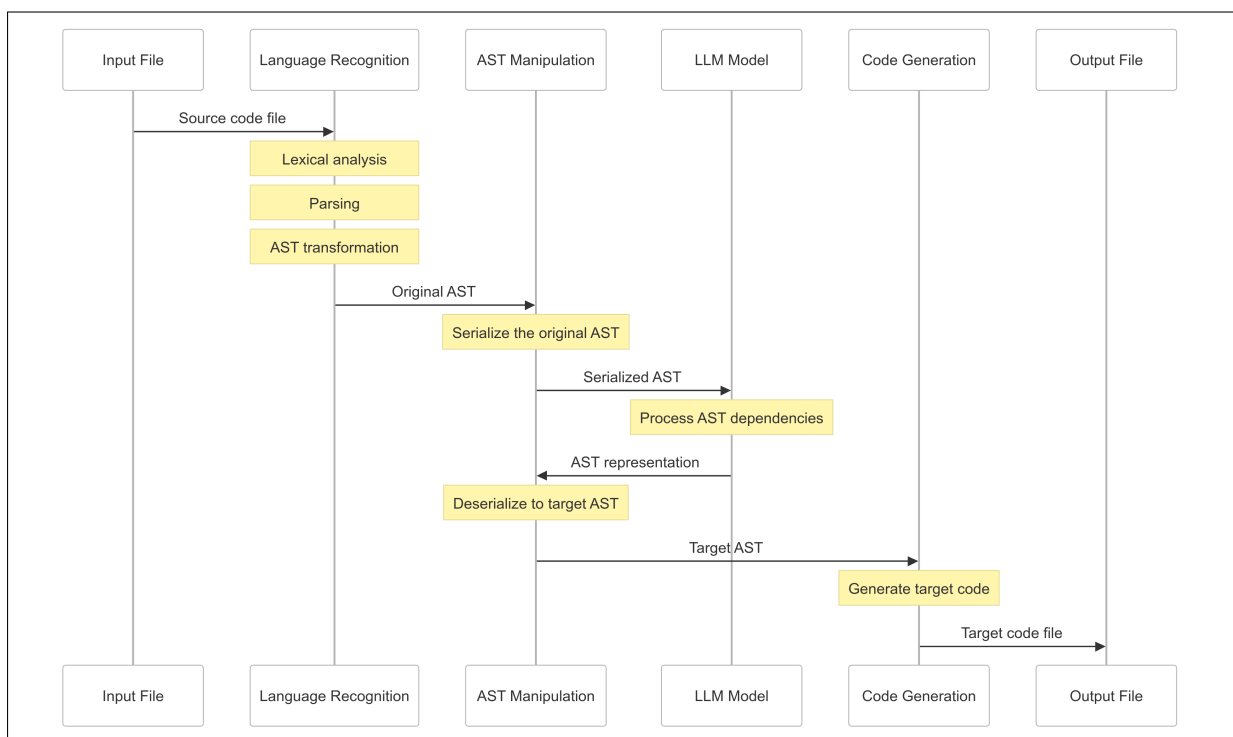 Input File
Language Recognition
AST Manipulation
LLM Model
Code Generation
Output File
Source code file
Lexical analysis
Parsing
AST transformation
Original AST
Serialize the original AST
Serialized AST
Process AST dependencies
AST representation
Deserialize to target AST
Target AST
Generate target code
Target code file
Input File
Language Recognition
AST Manipulation
LLM Model
Code Generation
Output File